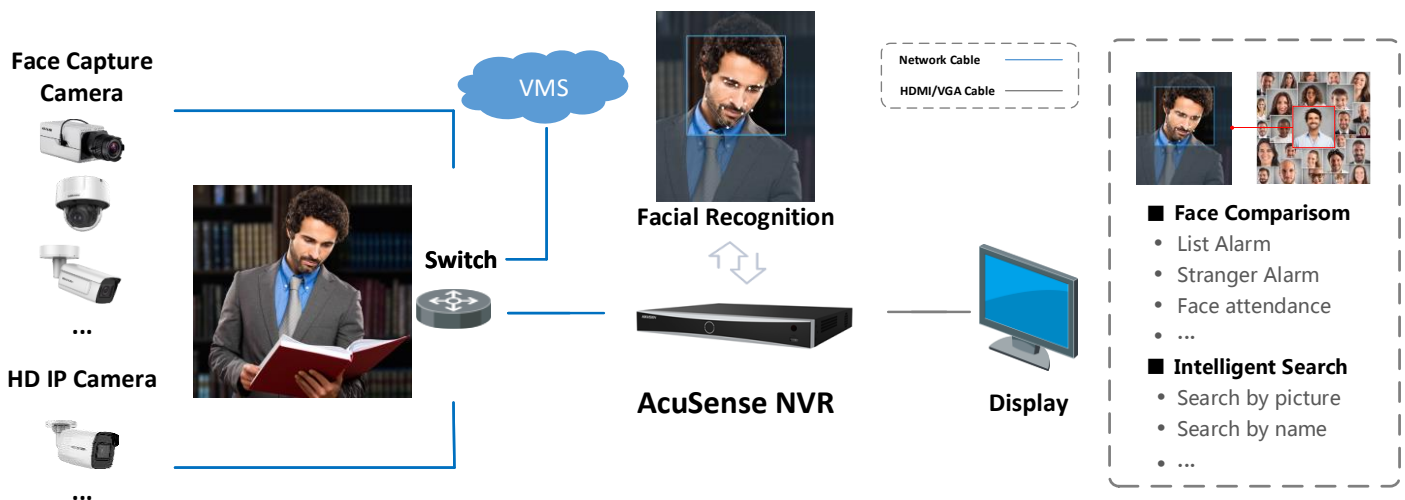 Face Capture
Camera
...
HD IP Camera
...
VMS
Switch
Facial Recognition
AcuSense NVR
Display
Network Cable
HDMI/VGA Cable
Face Comparisom
List Alarm
Stranger Alarm
Face attendance
...
Intelligent Search
Search by picture
Search by name
...